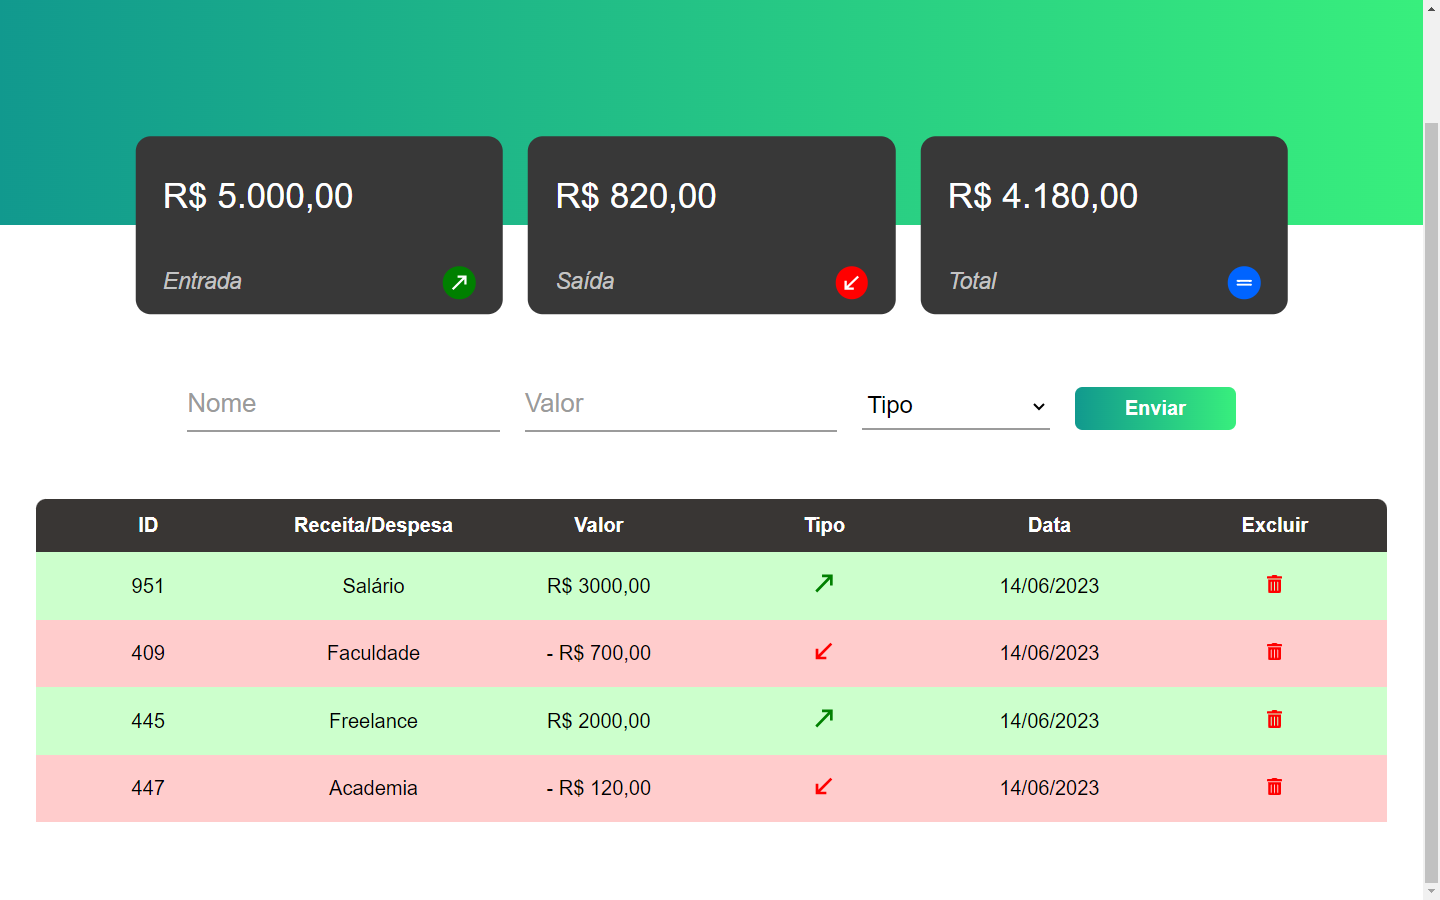 R$ 5.000,00 R$ 820,00 R$ 4.180,00
Entrada Saída Total
Nome Valor Tipo Enviar
ID Receita/Despesa Valor Tipo Data Excluir
951 Salário R$ 3000,00 14/06/2023
409 Faculdade - R$ 700,00 14/06/2023
445 Freelance R$ 2000,00 14/06/2023
447 Academia - R$ 120,00 14/06/2023